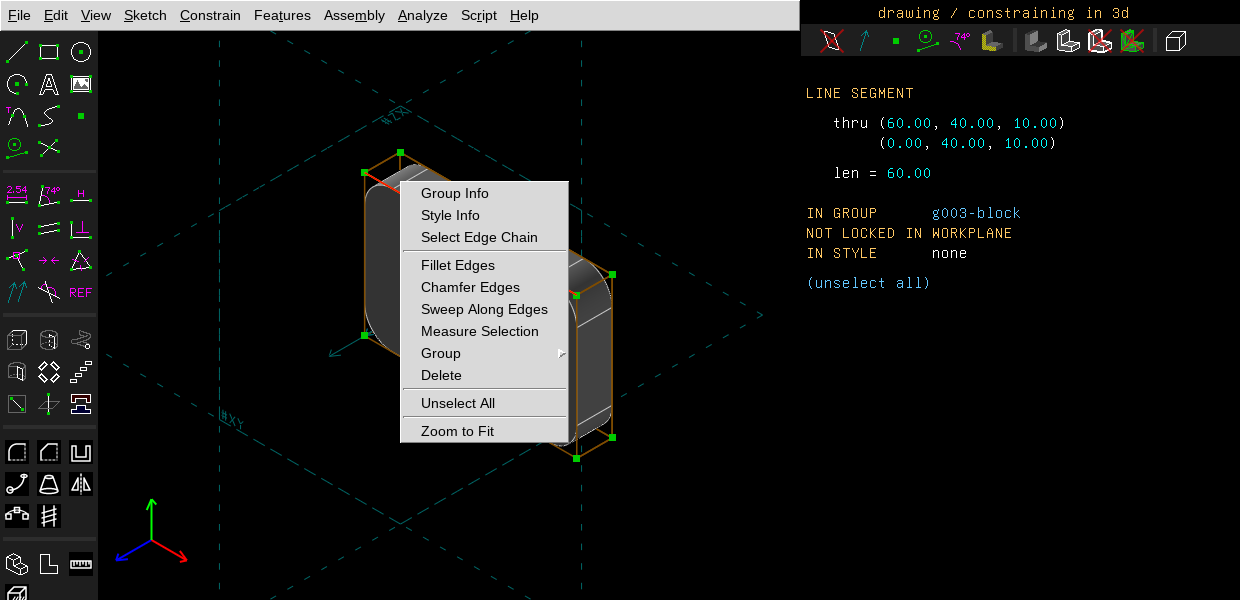 File Edit View Sketch Constrain Features Assembly Analyze Script Help
drawing / constraining in 3d
74º
LINE SEGMENT
thru (60.00, 40.00, 10.00)
(0.00, 40.00, 10.00)
len = 60.00
IN GROUP g003-block
NOT LOCKED IN WORKPLANE
IN STYLE none
(unselect all)
T
2.54 74º H
V
REF
#ZX
#XY
Group Info
Style Info
Select Edge Chain
Fillet Edges
Chamfer Edges
Sweep Along Edges
Measure Selection
Group
Delete
Unselect All
Zoom to Fit